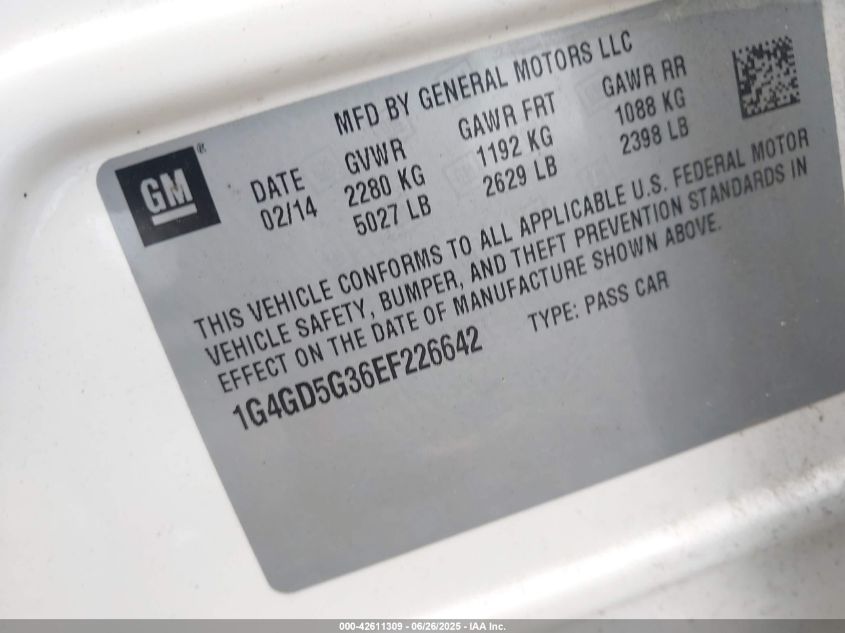 MFD BY GENERAL MOTORS LLC
GM®
DATE GVWR GAWR FRT GAWR RR
02/14 2280 KG 1192 KG 1088 KG
5027 LB 2629 LB 2398 LB
THIS VEHICLE CONFORMS TO ALL APPLICABLE U.S. FEDERAL MOTOR
VEHICLE SAFETY, BUMPER, AND THEFT PREVENTION STANDARDS IN
EFFECT ON THE DATE OF MANUFACTURE SHOWN ABOVE.
1G4GD5G36EF226642 TYPE: PASS CAR
000-42611309 - 06/26/2025 - IAA Inc.